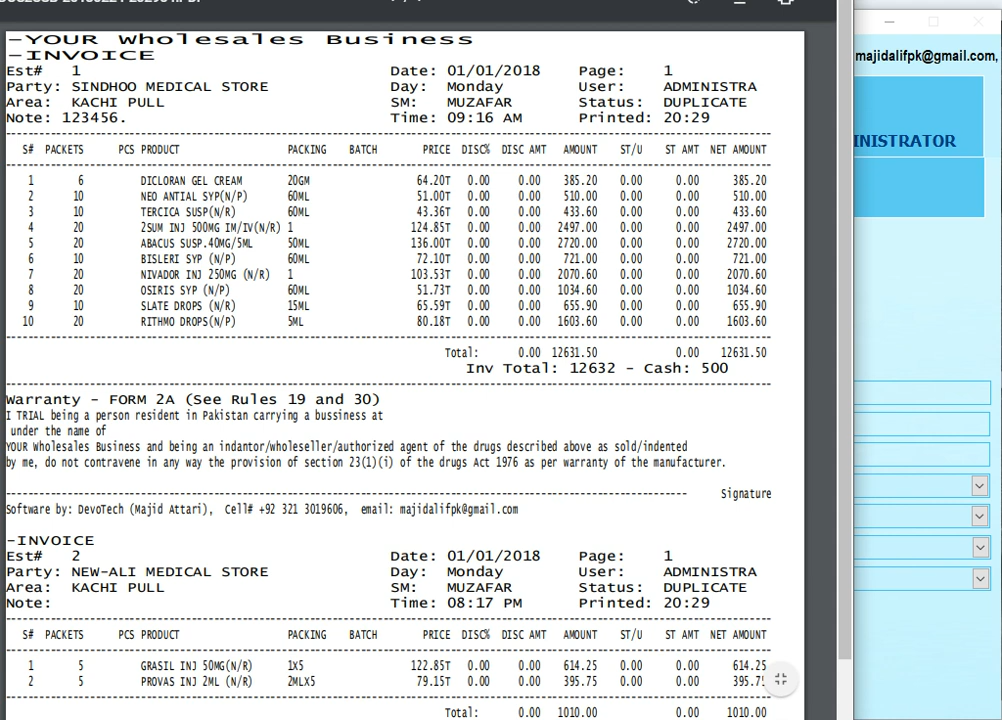 -YOUR Wholesales Business
-INVOICE
Est# 1 Date: 01/01/2018 Page: 1
Party: SINDHOO MEDICAL STORE Day: Monday User: ADMINISTRA
Area: KACHI PULL SM: MUZAFAR Status: DUPLICATE
Note: 123456. Time: 09:16 AM Printed: 20:29
S# PACKETS PCS PRODUCT PACKING BATCH PRICE DISC% DISC AMT AMOUNT ST/U ST AMT NET AMOUNT
1 6 DICLORAN GEL CREAM 20GM 64.20T 0.00 0.00 385.20 0.00 0.00 385.20
2 10 NEO ANTIAL SYP(N/P) 60ML 51.00T 0.00 0.00 510.00 0.00 0.00 510.00
3 10 TERCICA SUSP(N/R) 60ML 43.36T 0.00 0.00 433.60 0.00 0.00 433.60
4 20 2SUM INJ 500MG IM/IV(N/R) 1 124.85T 0.00 0.00 2497.00 0.00 0.00 2497.00
5 20 ABACUS SUSP.40MG/5ML 50ML 136.00T 0.00 0.00 2720.00 0.00 0.00 2720.00
6 10 BISLERI SYP (N/P) 60ML 72.10T 0.00 0.00 721.00 0.00 0.00 721.00
7 20 NIVADOR INJ 250MG (N/R) 1 103.53T 0.00 0.00 2070.60 0.00 0.00 2070.60
8 20 OSIRIS SYP (N/P) 60ML 51.73T 0.00 0.00 1034.60 0.00 0.00 1034.60
9 10 SLATE DROPS (N/R) 15ML 65.59T 0.00 0.00 655.90 0.00 0.00 655.90
10 20 RITHMO DROPS(N/P) 5ML 80.18T 0.00 0.00 1603.60 0.00 0.00 1603.60
Total: 0.00 12631.50 0.00 12631.50
Inv Total: 12632 - Cash: 500
Warranty - FORM 2A (See Rules 19 and 30)
I TRIAL being a person resident in Pakistan carrying a bussiness at
under the name of
YOUR Wholesales Business and being an indantor/wholeseller/authorized agent of the drugs described above as sold/indented
by me, do not contravene in any way the provision of section 23(1)(i) of the drugs Act 1976 as per warranty of the manufacturer.
Signature
Software by: DevoTech (Majid Attari), Cell# +92 321 3019606, email: majidalifpk@gmail.com
-INVOICE
Est# 2 Date: 01/01/2018 Page: 1
Party: NEW-ALI MEDICAL STORE Day: Monday User: ADMINISTRA
Area: KACHI PULL SM: MUZAFAR Status: DUPLICATE
Note: Time: 08:17 PM Printed: 20:29
S# PACKETS PCS PRODUCT PACKING BATCH PRICE DISC% DISC AMT AMOUNT ST/U ST AMT NET AMOUNT
1 5 GRASIL INJ 50MG(N/R) 1X5 122.85T 0.00 0.00 614.25 0.00 0.00 614.25
2 5 PROVAS INJ 2ML (N/R) 2MLX5 79.15T 0.00 0.00 395.75 0.00 0.00 395.75
Total: 0.00 1010.00 0.00 1010.00
majidalifpk@gmail.com,
NISTRATOR